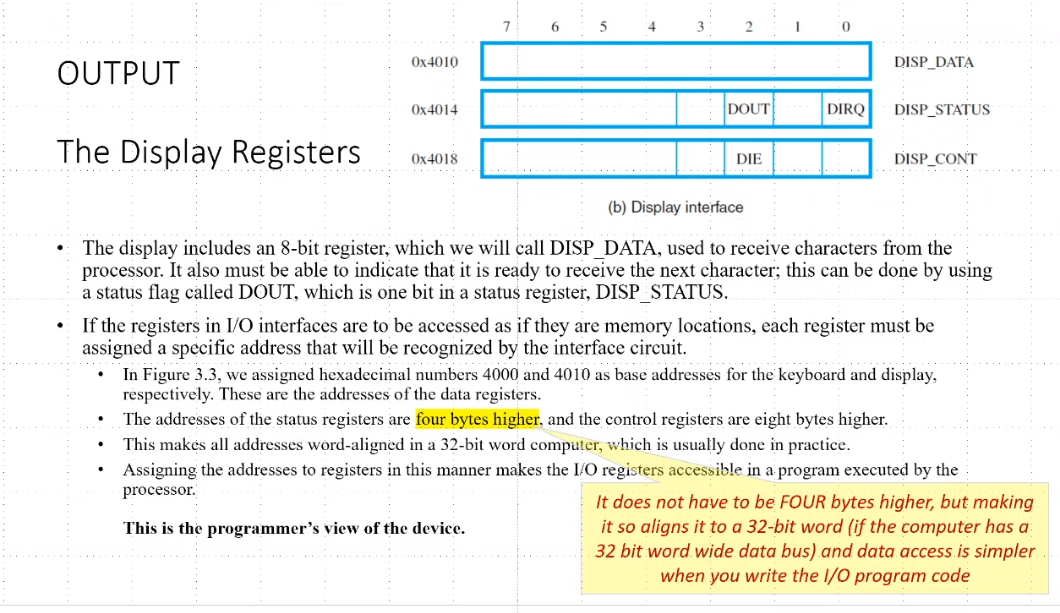 7 6 5 4 3 2 1 0
OUTPUT
0x4010 DISP_DATA
0x4014 DOUT DIRQ DISP_STATUS
The Display Registers
0x4018 DIE DISP_CONT
(b) Display interface
• The display includes an 8-bit register, which we will call DISP_DATA, used to receive characters from the
processor. It also must be able to indicate that it is ready to receive the next character; this can be done by using
a status flag called DOUT, which is one bit in a status register, DISP_STATUS.
• If the registers in I/O interfaces are to be accessed as if they are memory locations, each register must be
assigned a specific address that will be recognized by the interface circuit.
• In Figure 3.3, we assigned hexadecimal numbers 4000 and 4010 as base addresses for the keyboard and display,
respectively. These are the addresses of the data registers.
• The addresses of the status registers are four bytes higher, and the control registers are eight bytes higher.
• This makes all addresses word-aligned in a 32-bit word computer, which is usually done in practice.
• Assigning the addresses to registers in this manner makes the I/O registers accessible in a program executed by the
processor.
This is the programmer's view of the device.
It does not have to be FOUR bytes higher, but making
it so aligns it to a 32-bit word (if the computer has a
32 bit word wide data bus) and data access is simpler
when you write the I/O program code